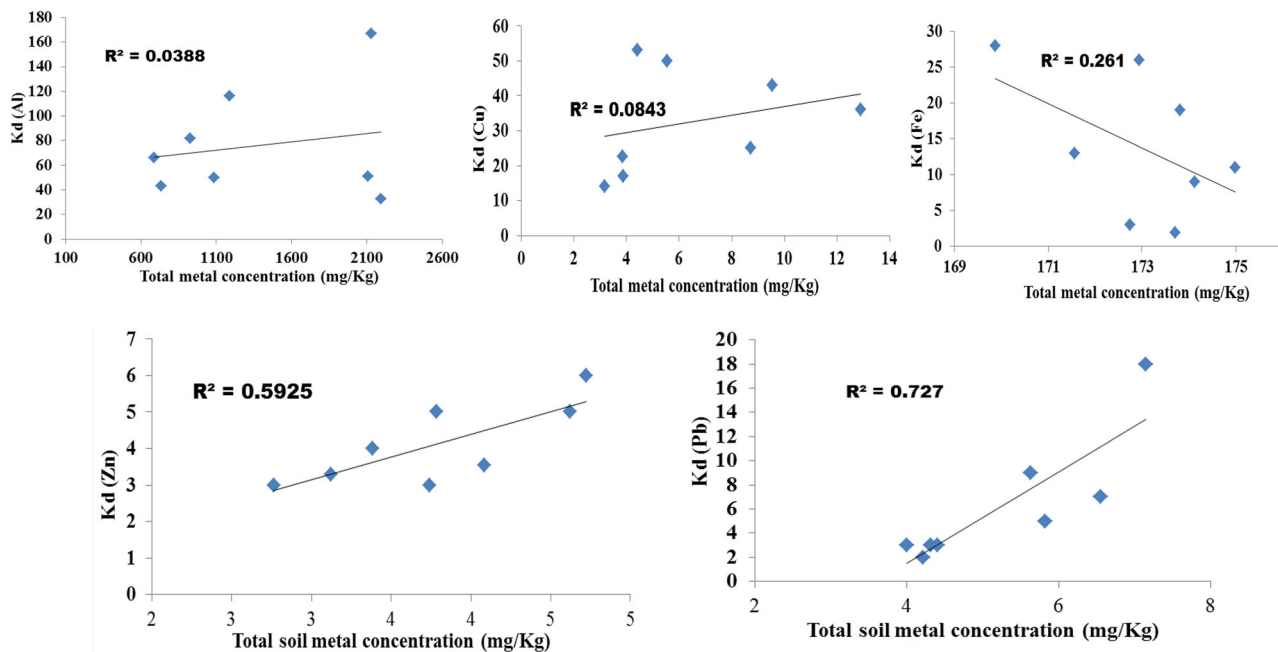 180
160
140
120
100
80
60
40
20
0
Kd (Al)
R² = 0.0388
100 600 1100 1600 2100 2600
Total metal concentration (mg/Kg)
60
50
40
30
20
10
0
Kd (Cu)
R² = 0.0843
0 2 4 6 8 10 12 14
Total metal concentration (mg/Kg)
30
25
20
15
10
5
0
Kd (Fe)
R² = 0.261
169 171 173 175
Total metal concentration (mg/Kg)
7
6
5
4
3
2
1
0
Kd (Zn)
R² = 0.5925
2 3 3 4 4 5 5
Total soil metal concentration (mg/Kg)
20
18
16
14
12
10
8
6
4
2
0
Kd (Pb)
R² = 0.727
2 4 6 8
Total soil metal concentration (mg/Kg)